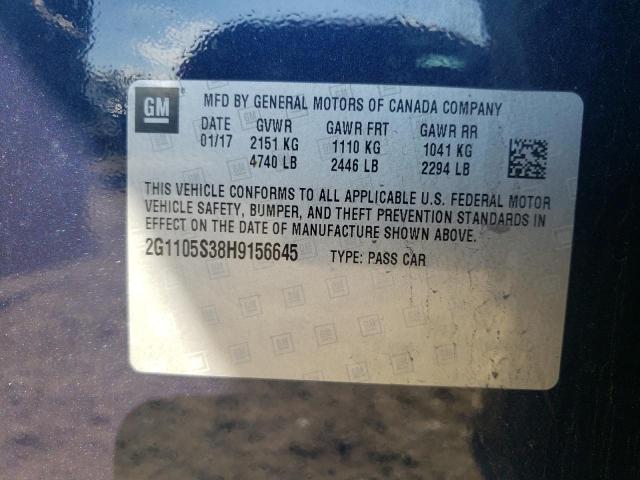 GM
MFD BY GENERAL MOTORS OF CANADA COMPANY
DATE GVWR GAWR FRT GAWR RR
01/17 2151 KG 1110 KG 1041 KG
4740 LB 2446 LB 2294 LB
THIS VEHICLE CONFORMS TO ALL APPLICABLE U.S. FEDERAL MOTOR
VEHICLE SAFETY, BUMPER, AND THEFT PREVENTION STANDARDS IN
EFFECT ON THE DATE OF MANUFACTURE SHOWN ABOVE.
2G1105S38H9156645 TYPE: PASS CAR